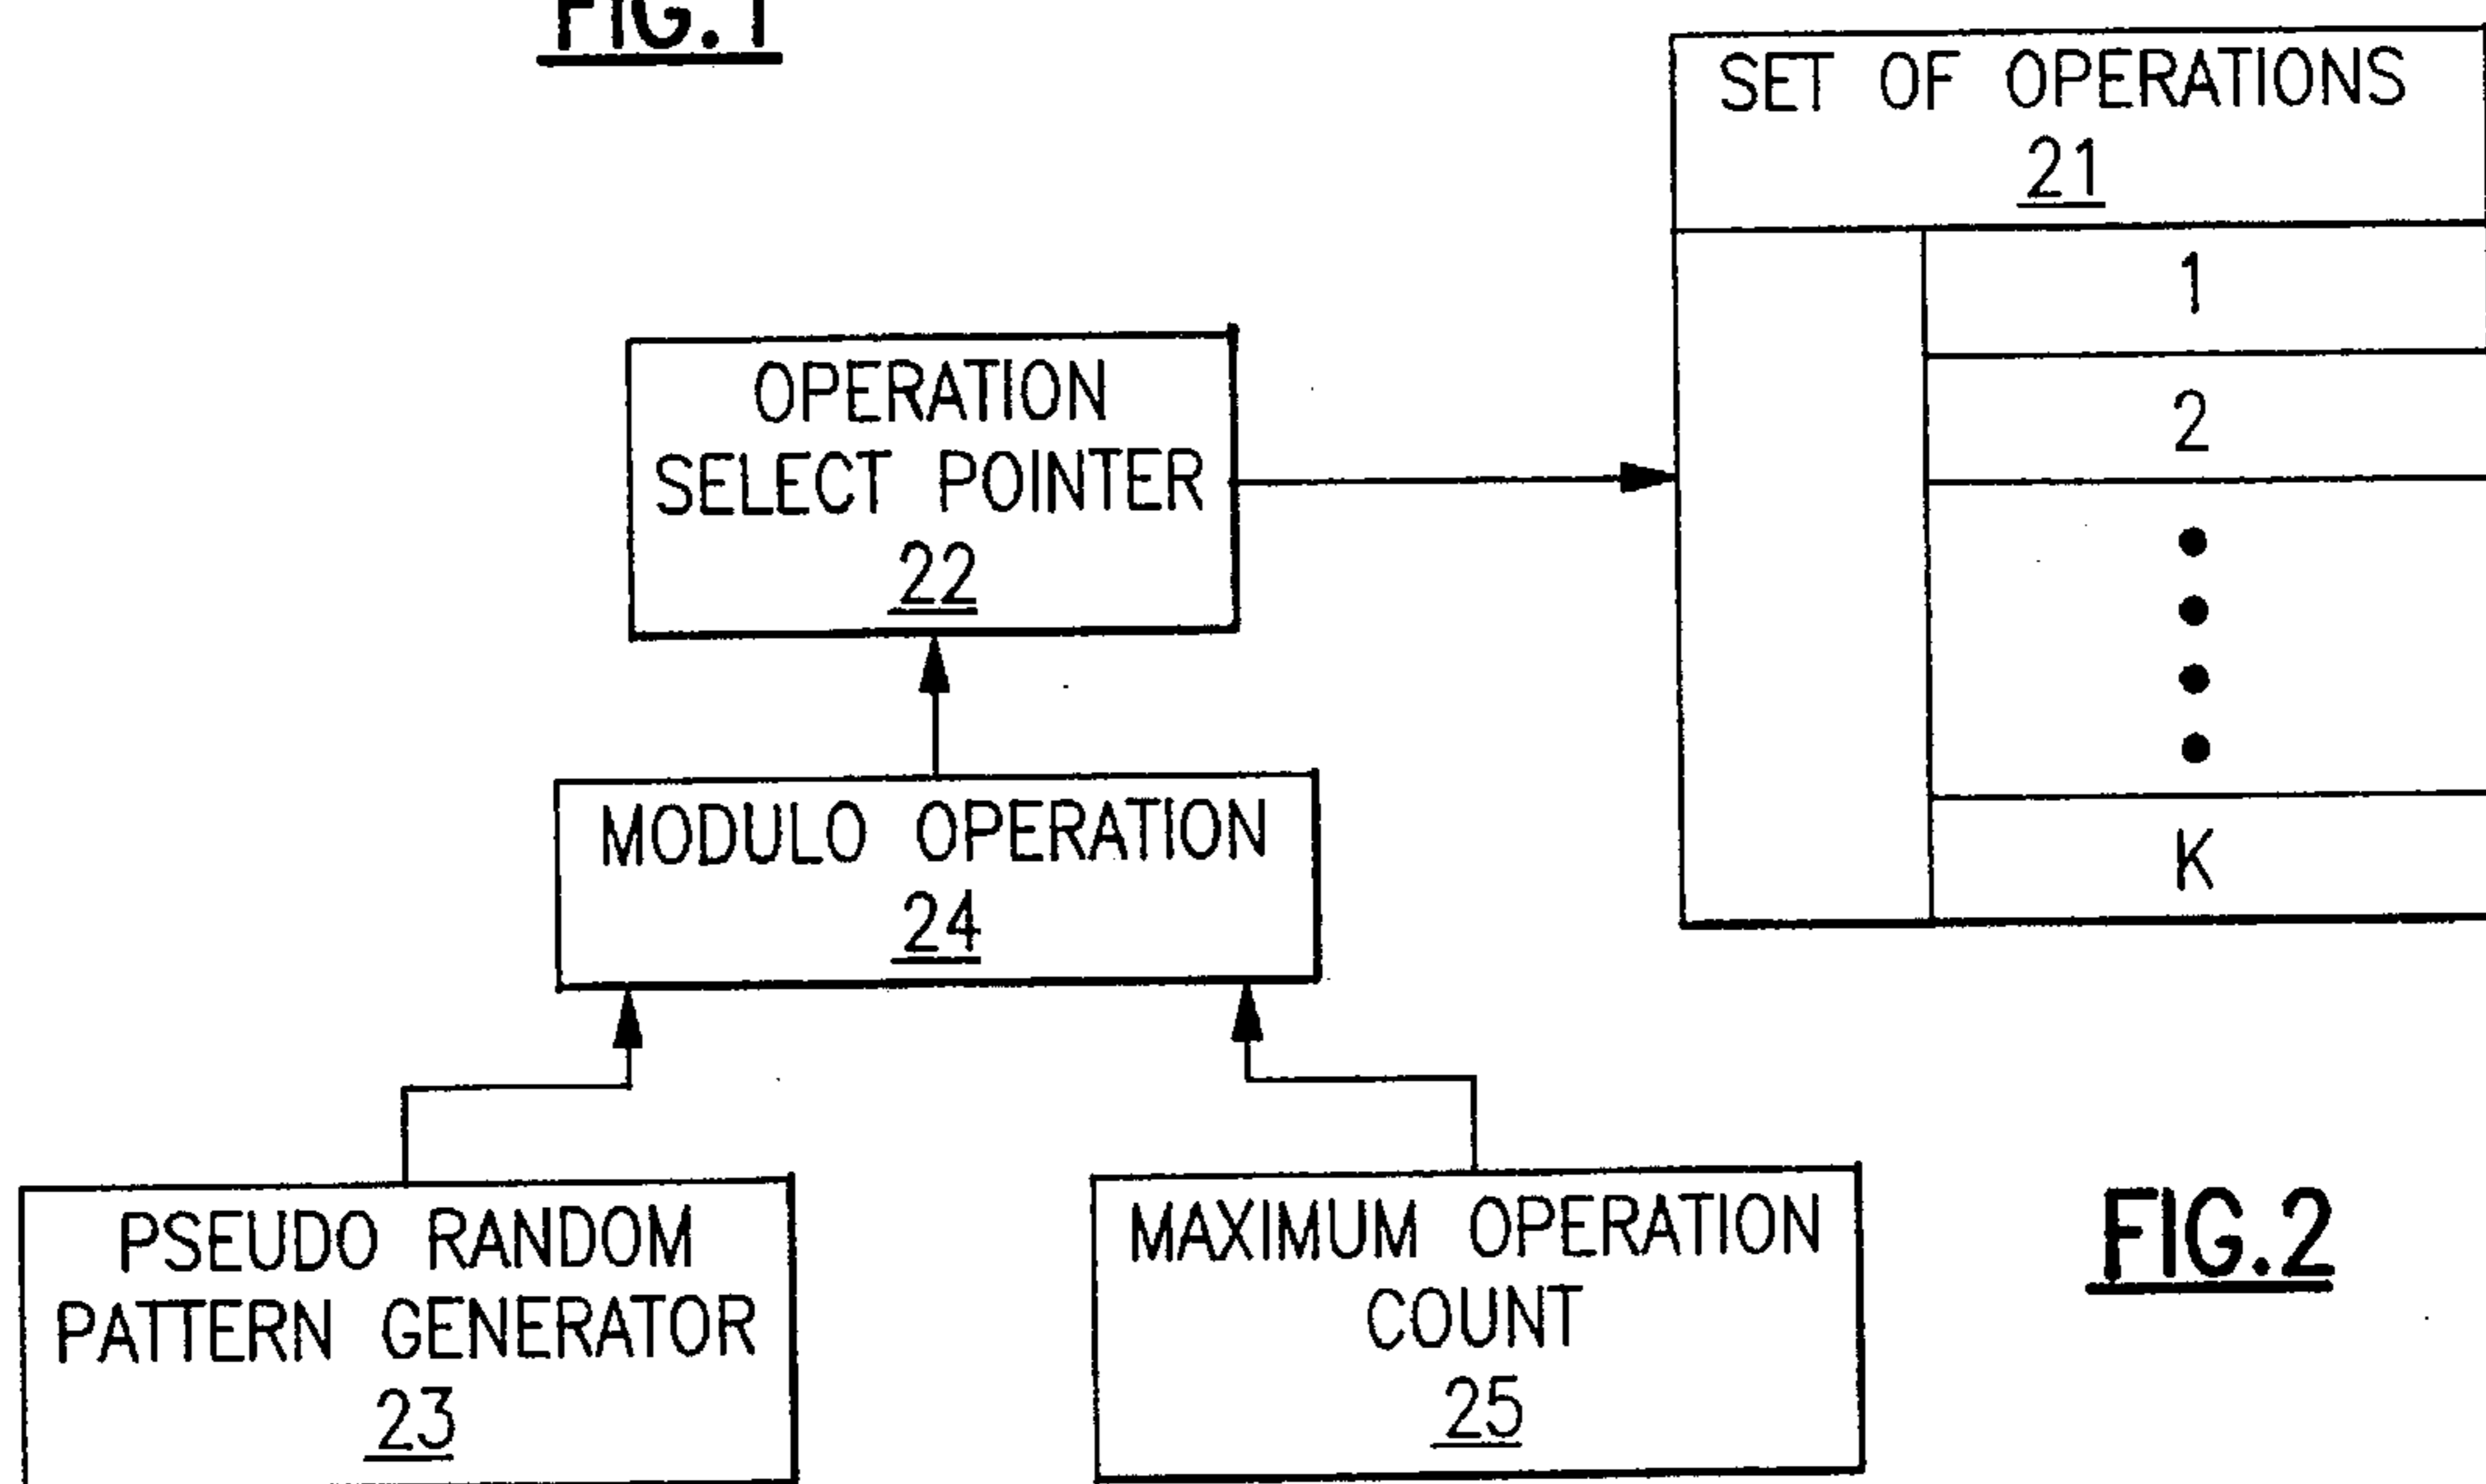 FIG.1
SET OF OPERATIONS
21
1
2
K
OPERATION
SELECT POINTER
22
MODULO OPERATION
24
PSEUDO RANDOM
PATTERN GENERATOR
23
MAXIMUM OPERATION
COUNT
25
FIG.2